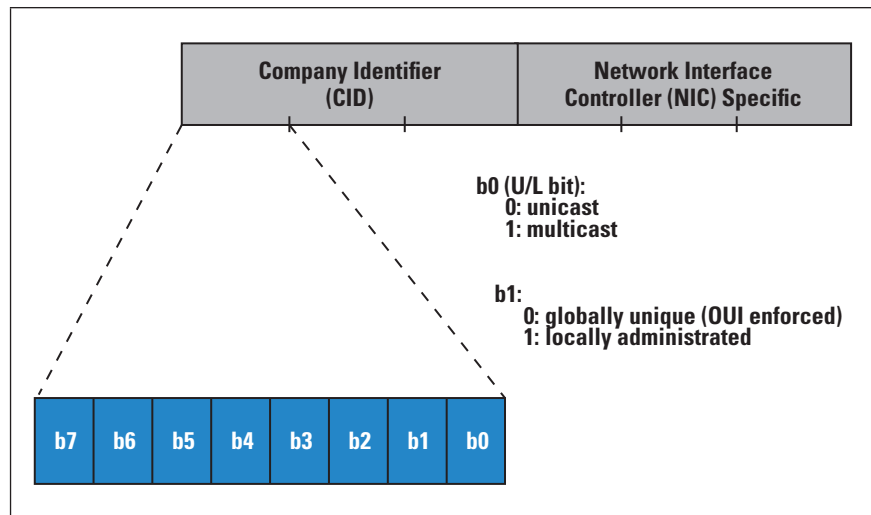 Company Identifier
(CID)
Network Interface
Controller (NIC) Specific
b0 (U/L bit):
0: unicast
1: multicast
b1:
0: globally unique (OUI enforced)
1: locally administrated
b7 b6 b5 b4 b3 b2 b1 b0